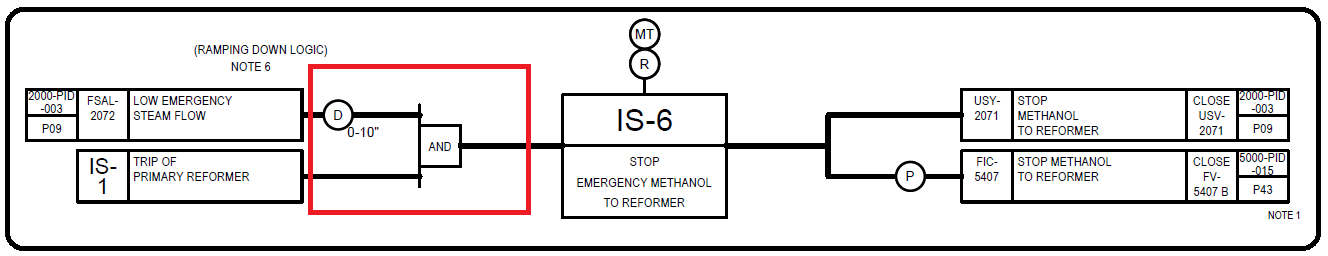 (RAMPING DOWN LOGIC)
NOTE 6
2000-PID
-003
P09
FSAL-
2072
LOW EMERGENCY
STEAM FLOW
D
0-10"
AND
IS-
1
TRIP OF
PRIMARY REFORMER
MT
R
IS-6
STOP
EMERGENCY METHANOL
TO REFORMER
USY-
2071
STOP
METHANOL
TO REFORMER
CLOSE
USV-
2071
2000-PID
-003
P09
P
FIC-
5407
STOP METHANOL
TO REFORMER
CLOSE
FV-
5407 B
5000-PID
-015
P43
NOTE 1